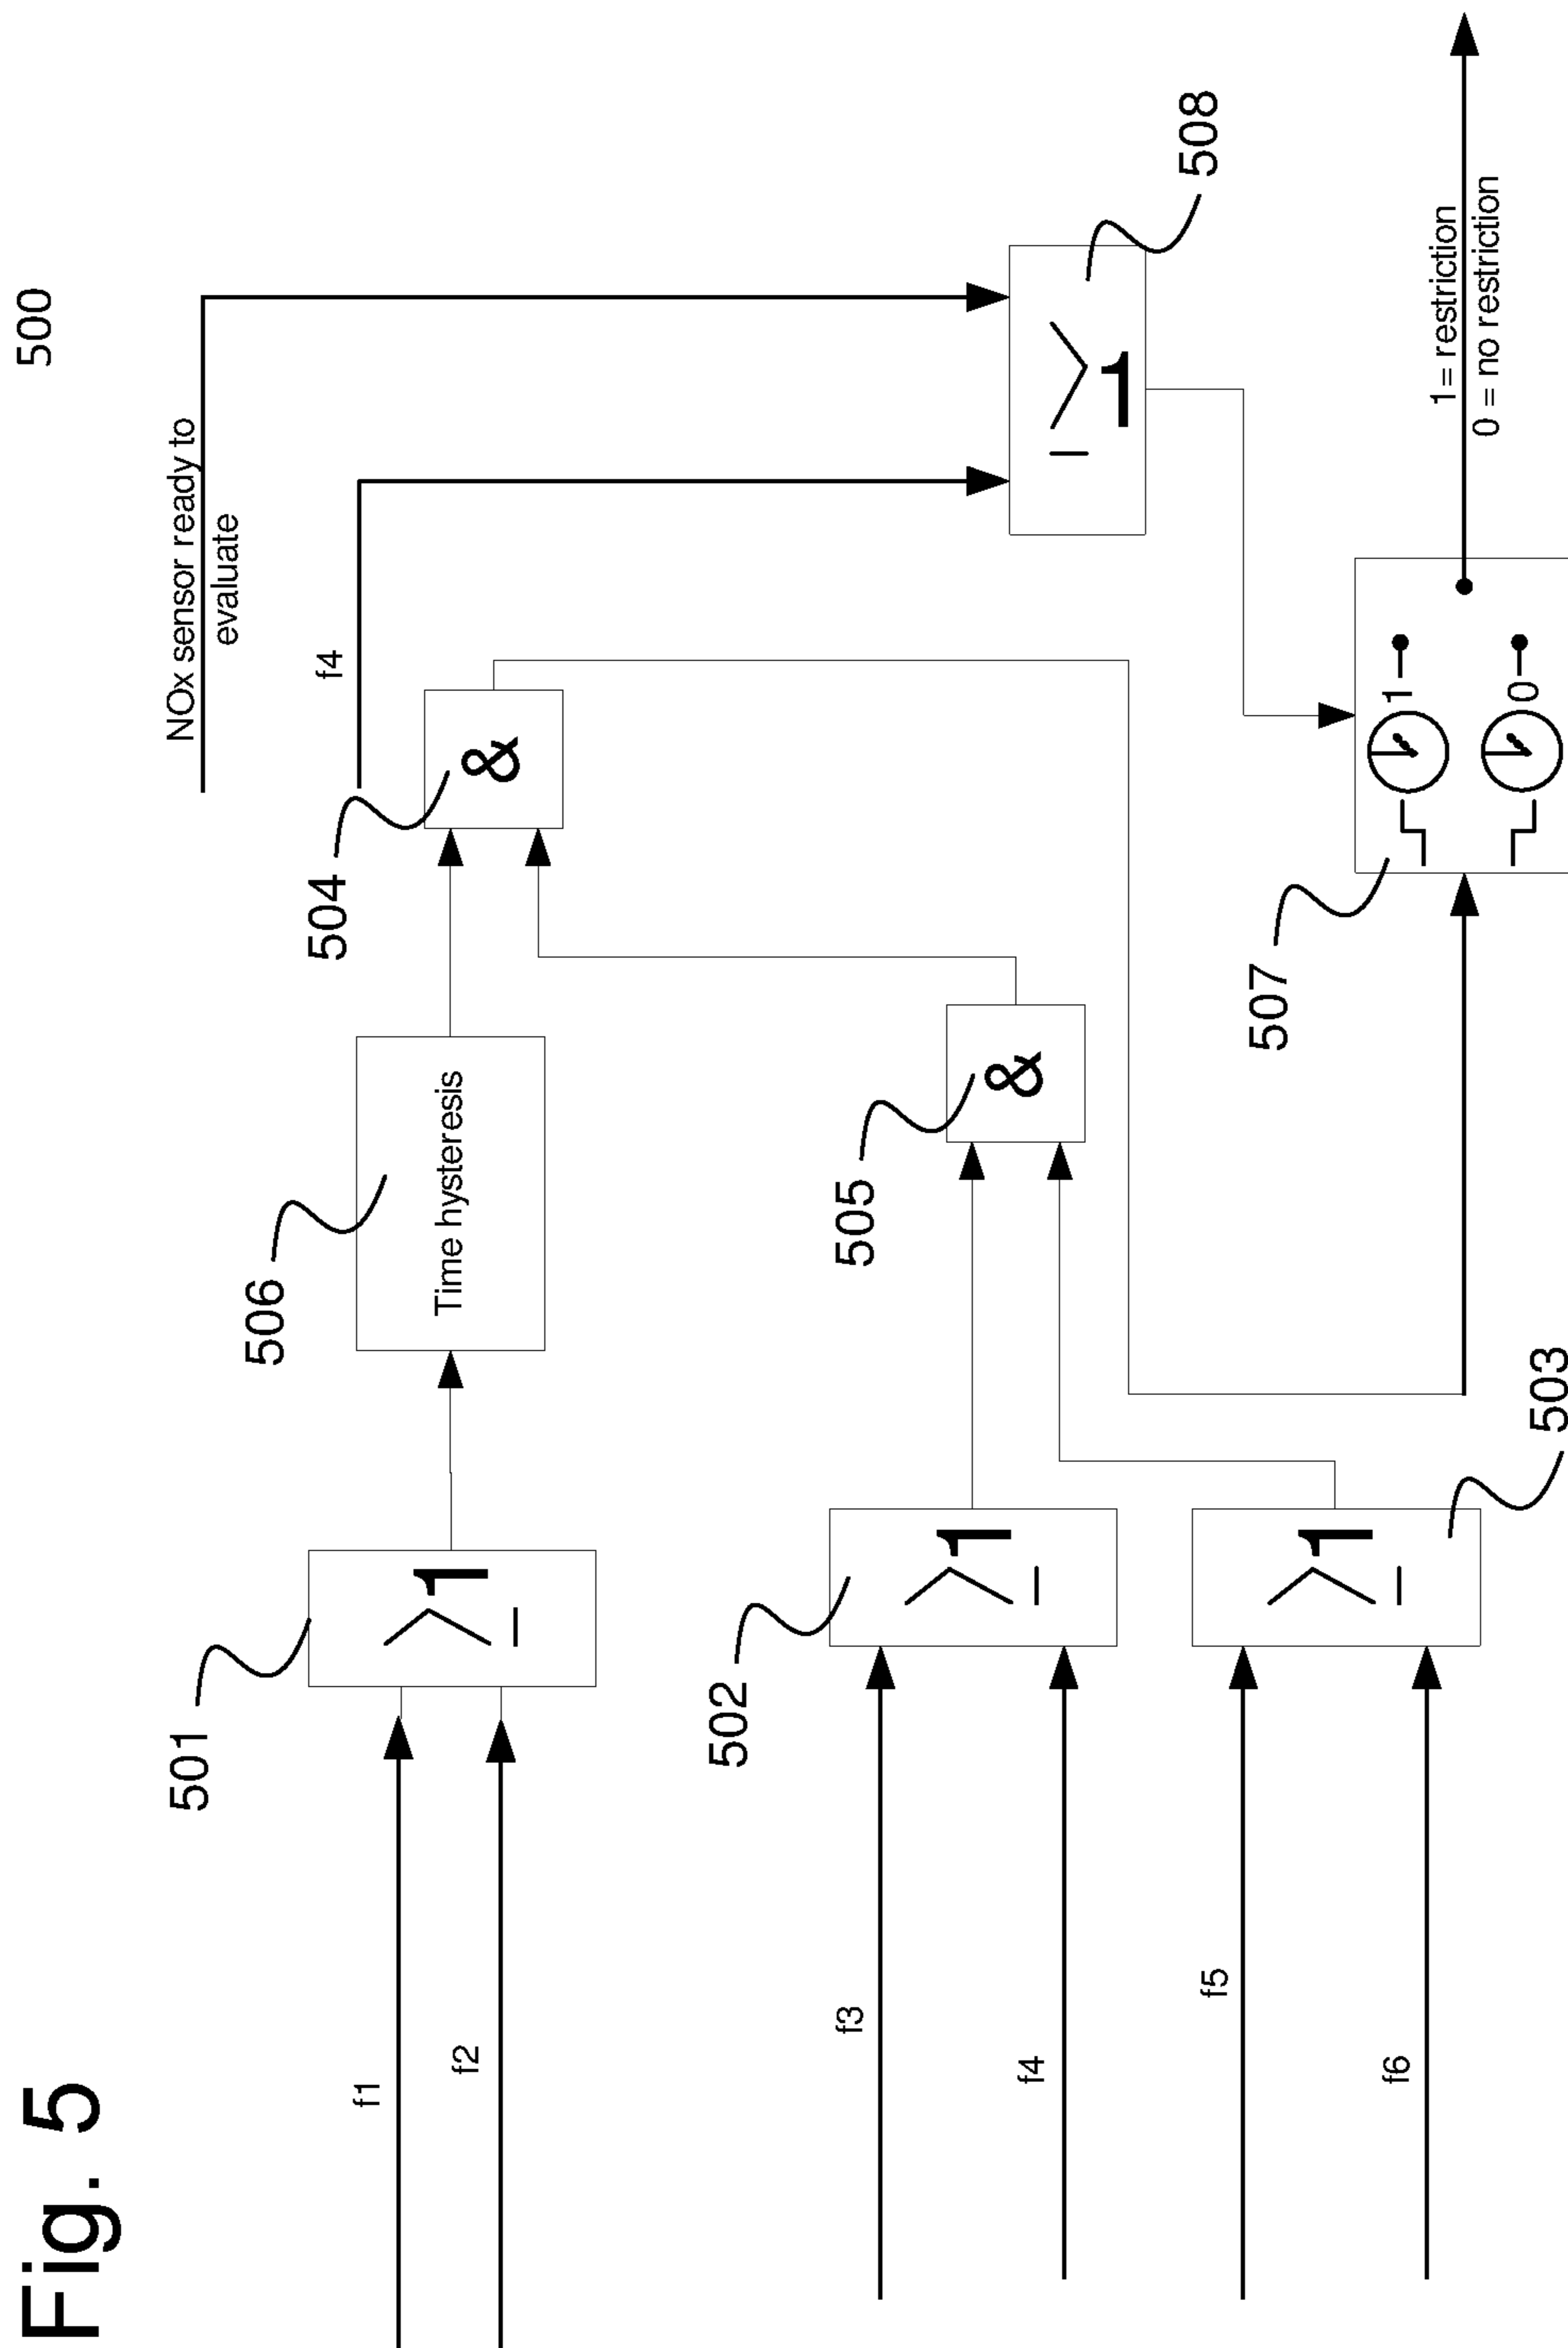 Fig. 5
500
NOx sensor ready to
evaluate
f4
501
506
504
f1
f2
≥1
Time hysteresis
&
508
≥1
502
505
f3
f4
≥1
&
507
f5
f6
≥1
503
1
0
1= restriction
0 = no restriction